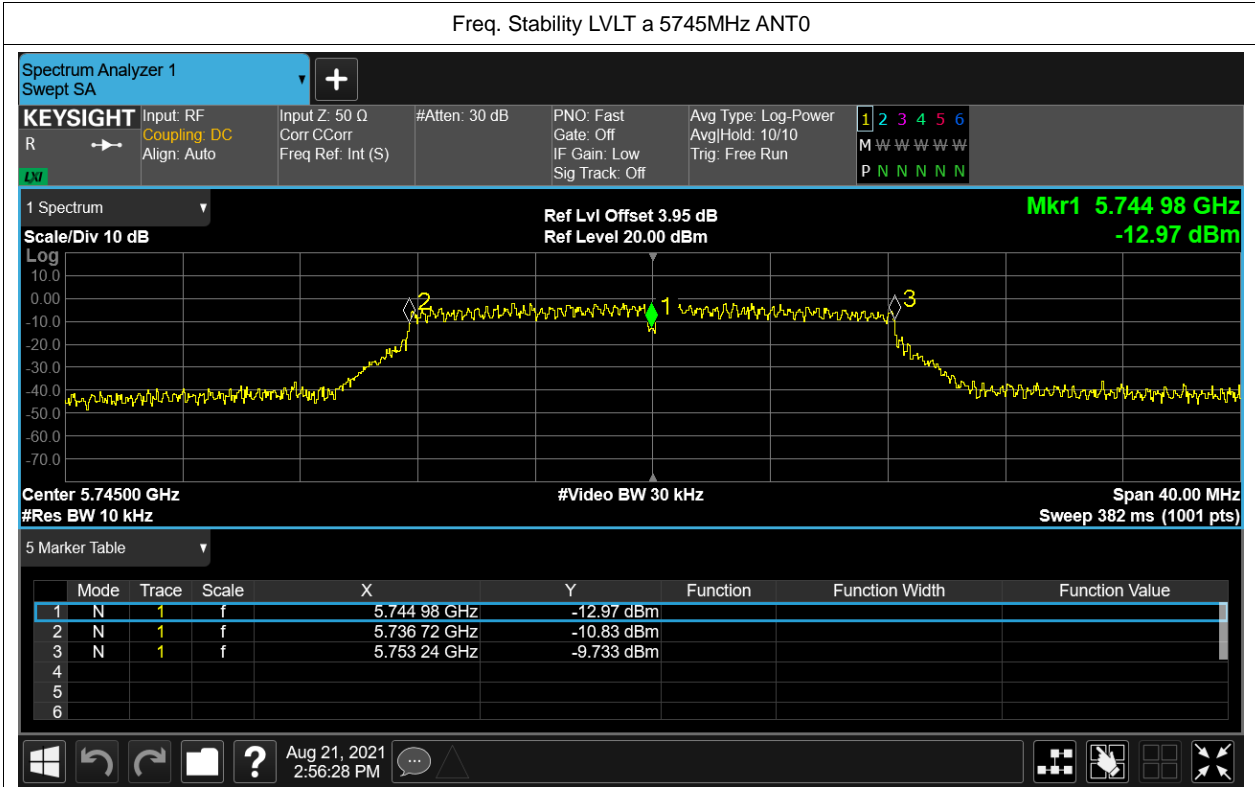 Freq. Stability LVLT a 5745MHz ANT0
Spectrum Analyzer 1
Swept SA
KEYSIGHT
R
LXI
Input: RF
Coupling: DC
Align: Auto
Input Z: 50 Ω
Corr CCorr
Freq Ref: Int (S)
#Atten: 30 dB
PNO: Fast
Gate: Off
IF Gain: Low
Sig Track: Off
Avg Type: Log-Power
Avg|Hold: 10/10
Trig: Free Run
1 2 3 4 5 6
M W W W W W
P N N N N N
1 Spectrum
Scale/Div 10 dB
Ref Lvl Offset 3.95 dB
Ref Level 20.00 dBm
Mkr1 5.744 98 GHz
-12.97 dBm
Log
10.0
0.00
-10.0
-20.0
-30.0
-40.0
-50.0
-60.0
-70.0
2
1
3
Center 5.74500 GHz
#Video BW 30 kHz
Span 40.00 MHz
#Res BW 10 kHz
Sweep 382 ms (1001 pts)
5 Marker Table
Mode Trace Scale X Y Function Function Width Function Value
1 N 1 f 5.744 98 GHz -12.97 dBm
2 N 1 f 5.736 72 GHz -10.83 dBm
3 N 1 f 5.753 24 GHz -9.733 dBm
4
5
6
?
Aug 21, 2021
2:56:28 PM